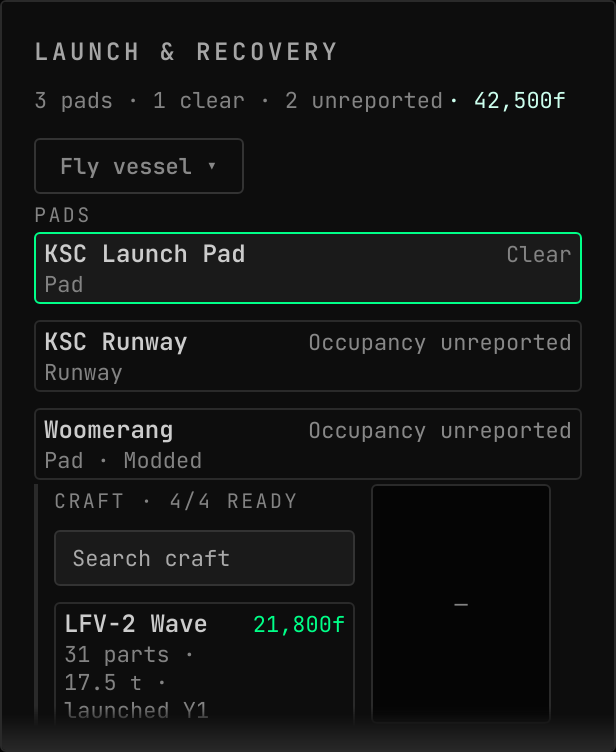 LAUNCH & RECOVERY
3 pads · 1 clear · 2 unreported · 42,500f
Fly vessel ▾
PADS
KSC Launch Pad Clear
Pad
KSC Runway Occupancy unreported
Runway
Woomerang Occupancy unreported
Pad · Modded
CRAFT · 4/4 READY
Search craft
—
LFV-2 Wave 21,800f
31 parts ·
17.5 t ·
launched Y1